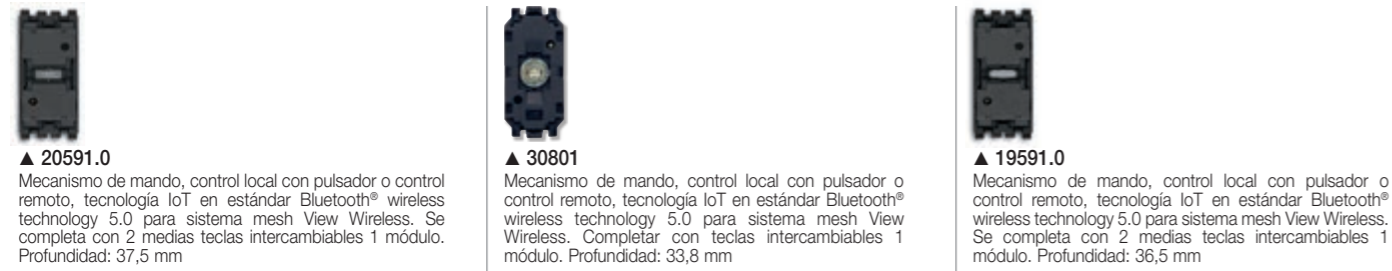 ▲ 20591.0
Mecanismo de mando, control local con pulsador o control
remoto, tecnología IoT en estándar Bluetooth® wireless
technology 5.0 para sistema mesh View Wireless. Se
completa con 2 medias teclas intercambiables 1 módulo.
Profundidad: 37,5 mm
▲ 30801
Mecanismo de mando, control local con pulsador o
control remoto, tecnología IoT en estándar Bluetooth®
wireless technology 5.0 para sistema mesh View
Wireless. Completar con teclas intercambiables 1
módulo. Profundidad: 33,8 mm
▲ 19591.0
Mecanismo de mando, control local con pulsador o
control remoto, tecnología IoT en estándar Bluetooth®
wireless technology 5.0 para sistema mesh View Wireless.
Se completa con 2 medias teclas intercambiables 1
módulo. Profundidad: 36,5 mm